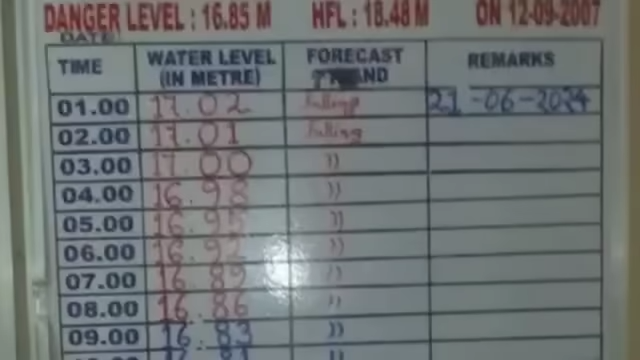 DANGER LEVEL : 16.85 M HFL : 18.48 M ON 12-09-2007
DATE:
TIME WATER LEVEL (IN METRE) FORECAST TREND REMARKS
01.00 17.02 Falling 21-06-2024
02.00 17.01 Falling
03.00 17.00 ))
04.00 16.98 ))
05.00 16.95 ))
06.00 16.92 ))
07.00 16.89 ))
08.00 16.86 ))
09.00 16.83 ))
16.81 ))